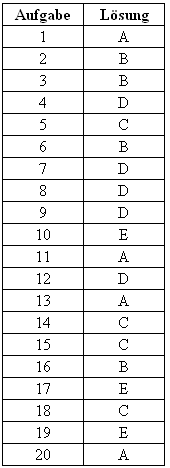 Aufgabe Lösung
1 A
2 B
3 B
4 D
5 C
6 B
7 D
8 D
9 D
10 E
11 A
12 D
13 A
14 C
15 C
16 B
17 E
18 C
19 E
20 A